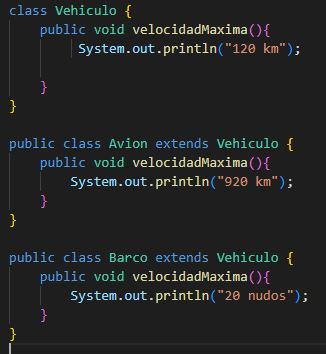 class Vehiculo {
public void velocidadMaxima(){
System.out.println("120 km");
}
}
public class Avion extends Vehiculo {
public void velocidadMaxima(){
System.out.println("920 km");
}
}
public class Barco extends Vehiculo {
public void velocidadMaxima(){
System.out.println("20 nudos");
}
}